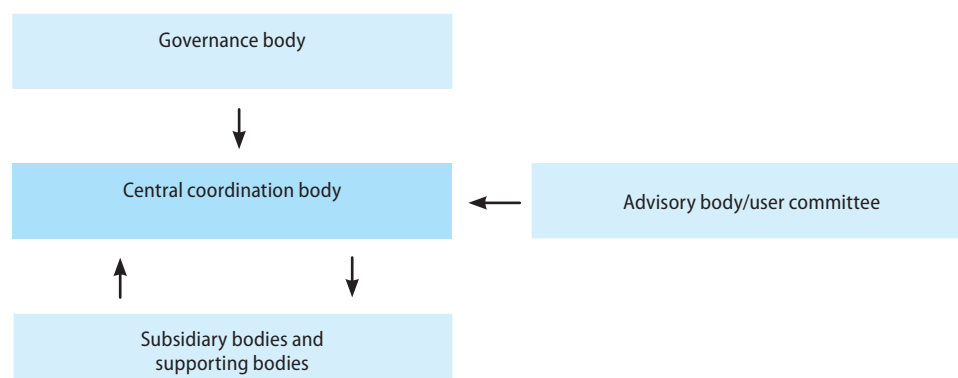 Governance body
Central coordination body
Advisory body/user committee
Subsidiary bodies and
supporting bodies